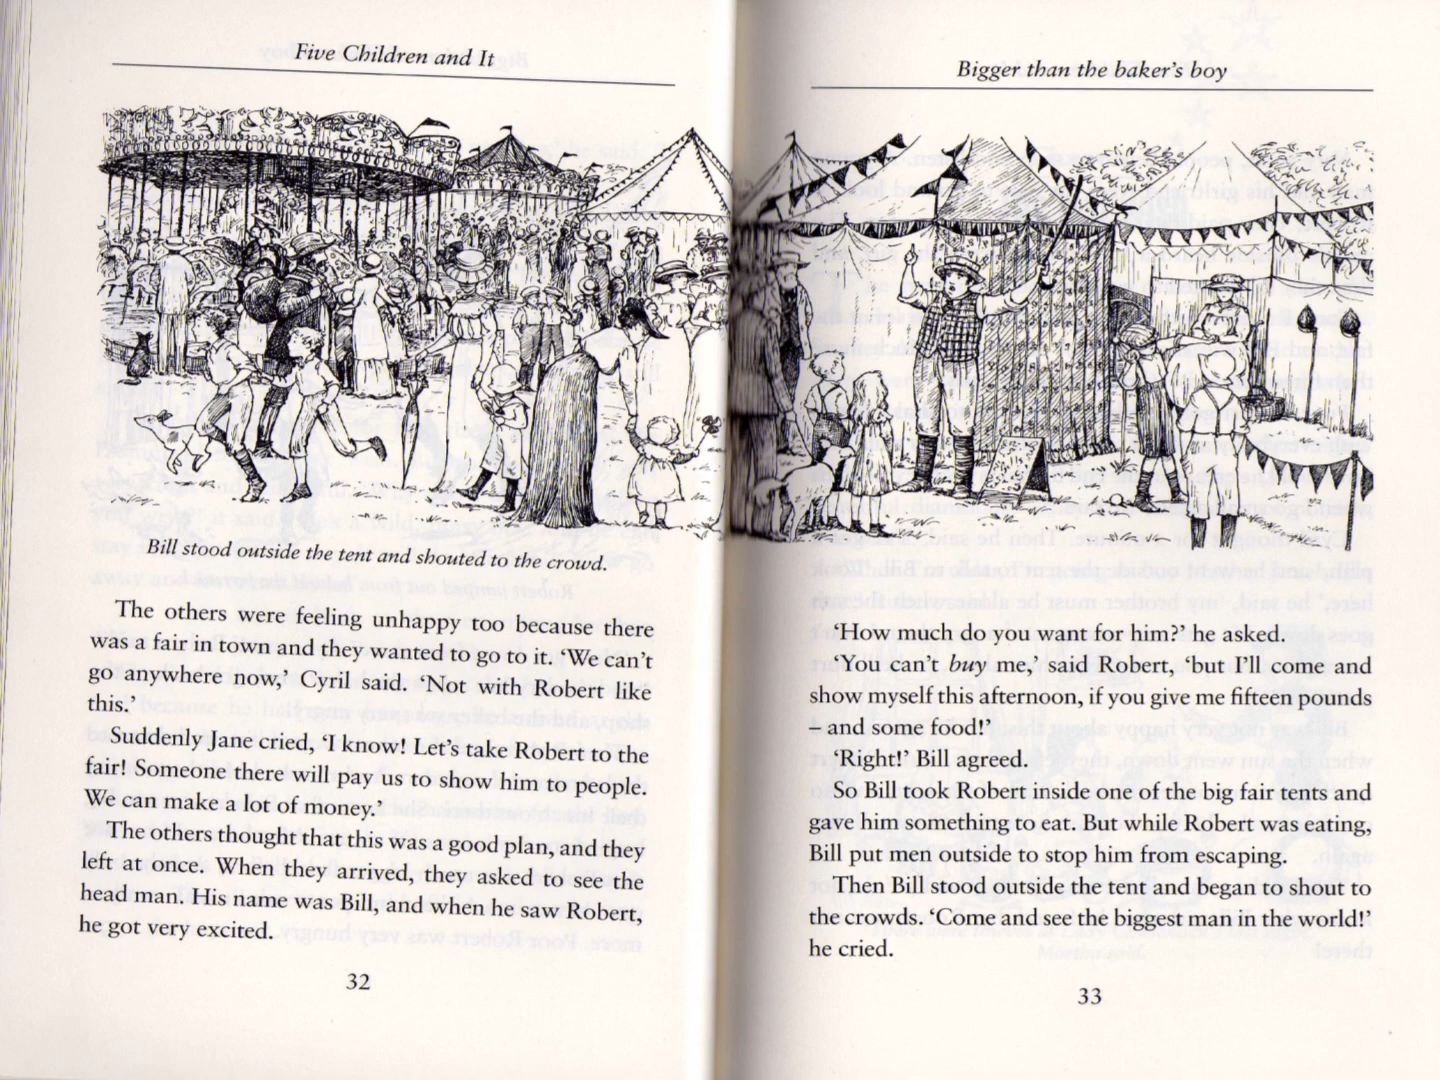 Five Children and It
Bill stood outside the tent and shouted to the crowd.
The others were feeling unhappy too because there
was a fair in town and they wanted to go to it. ‘We can’t
go anywhere now,’ Cyril said. ‘Not with Robert like
this.’
Suddenly Jane cried, ‘I know! Let’s take Robert to the
fair! Someone there will pay us to show him to people.
We can make a lot of money.’
The others thought that this was a good plan, and they
left at once. When they arrived, they asked to see the
head man. His name was Bill, and when he saw Robert,
he got very excited.
32
Bigger than the baker’s boy
‘How much do you want for him?’ he asked.
‘You can’t buy me,’ said Robert, ‘but I’ll come and
show myself this afternoon, if you give me fifteen pounds
– and some food!’
‘Right!’ Bill agreed.
So Bill took Robert inside one of the big fair tents and
gave him something to eat. But while Robert was eating,
Bill put men outside to stop him from escaping.
Then Bill stood outside the tent and began to shout to
the crowds. ‘Come and see the biggest man in the world!’
he cried.
33